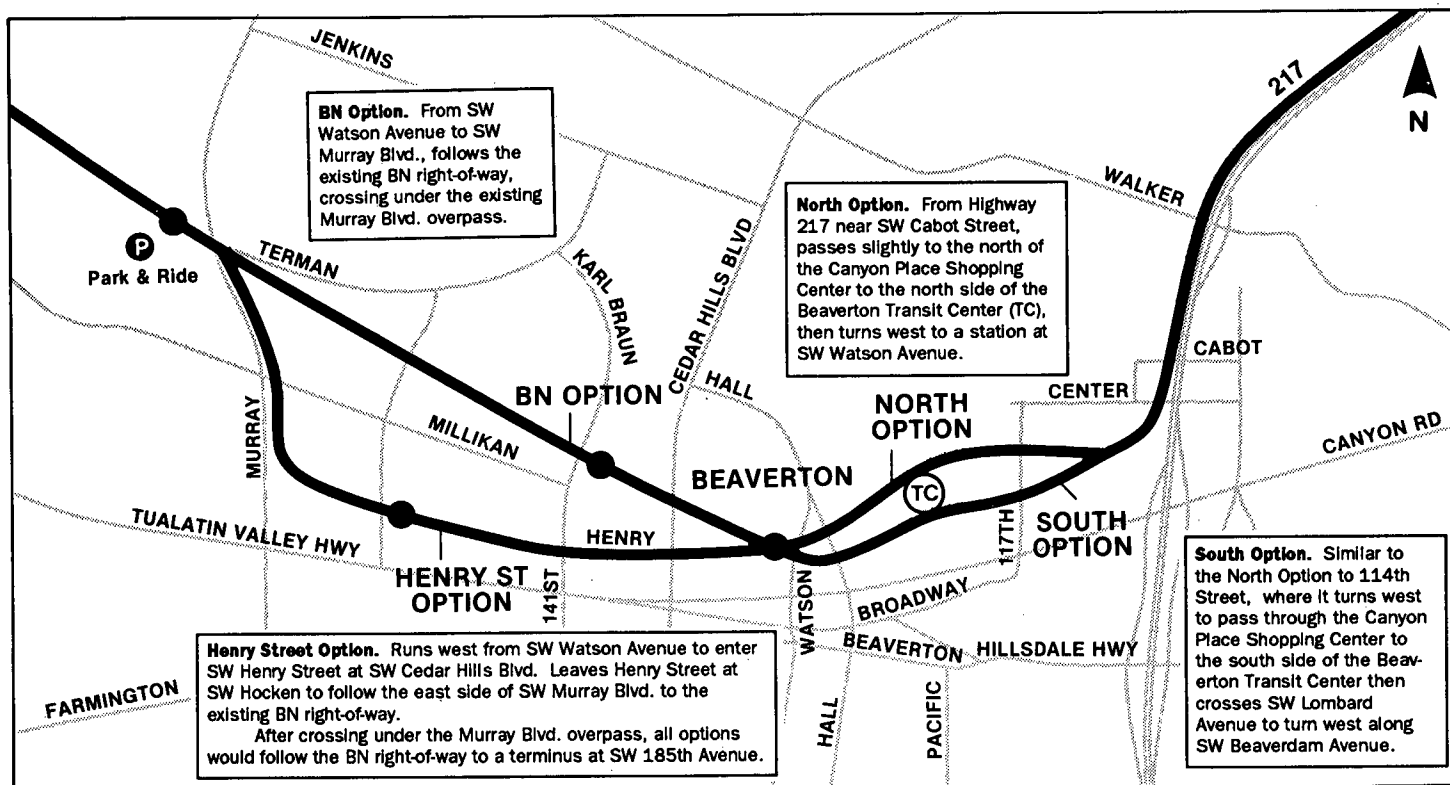 JENKINS
217
N
BN Option. From SW
Watson Avenue to SW
Murray Blvd., follows the
existing BN right-of-way,
crossing under the existing
Murray Blvd. overpass.
WALKER
North Option. From Highway
217 near SW Cabot Street,
passes slightly to the north of
the Canyon Place Shopping
Center to the north side of the
Beaverton Transit Center (TC),
then turns west to a station at
SW Watson Avenue.
P
Park & Ride
TERMAN
KARL BRAUN
CEDAR HILLS BLVD
CABOT
CENTER
HALL
BN OPTION
NORTH
OPTION
MURRAY
MILLIKAN
CANYON RD
BEAVERTON
TC
TUALATIN VALLEY HWY
HENRY
117TH
SOUTH
OPTION
HENRY ST
OPTION
141ST
WATSON
BROADWAY
BEAVERTON HILLSDALE HWY
South Option. Similar to
the North Option to 114th
Street, where it turns west
to pass through the Canyon
Place Shopping Center to
the south side of the Beav-
erton Transit Center then
crosses SW Lombard
Avenue to turn west along
SW Beaverdam Avenue.
Henry Street Option. Runs west from SW Watson Avenue to enter
SW Henry Street at SW Cedar Hills Blvd. Leaves Henry Street at
SW Hocken to follow the east side of SW Murray Blvd. to the
existing BN right-of-way.
After crossing under the Murray Blvd. overpass, all options
would follow the BN right-of-way to a terminus at SW 185th Avenue.
FARMINGTON
HALL
PACIFIC